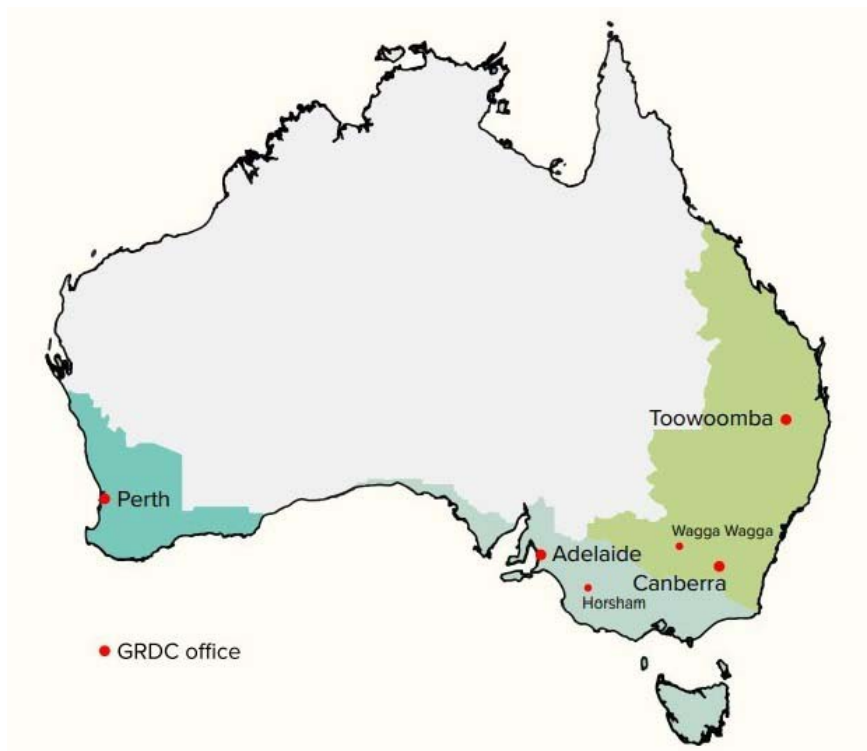 Toowoomba
Perth
Wagga Wagga
Adelaide
Canberra
Horsham
GRDC office